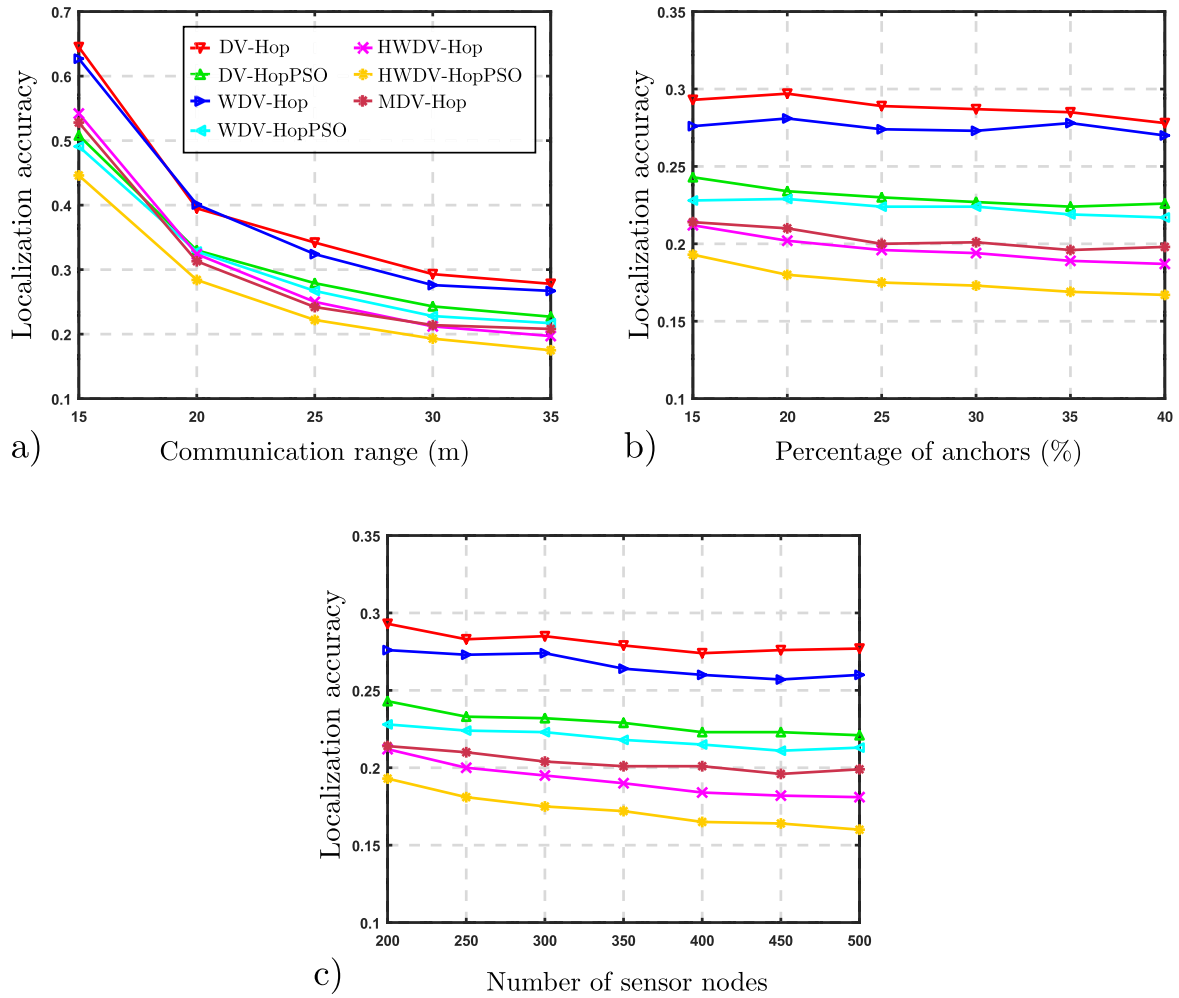 0.7
0.6
0.5
0.4
0.3
0.2
0.1
Localization accuracy
DV-Hop
DV-HopPSO
WDV-Hop
WDV-HopPSO
HWDV-Hop
HWDV-HopPSO
MDV-Hop
15 20 25 30 35
a) Communication range (m)
0.35
0.3
0.25
0.2
0.15
0.1
Localization accuracy
15 20 25 30 35 40
b) Percentage of anchors (%)
0.35
0.3
0.25
0.2
0.15
0.1
Localization accuracy
200 250 300 350 400 450 500
c) Number of sensor nodes